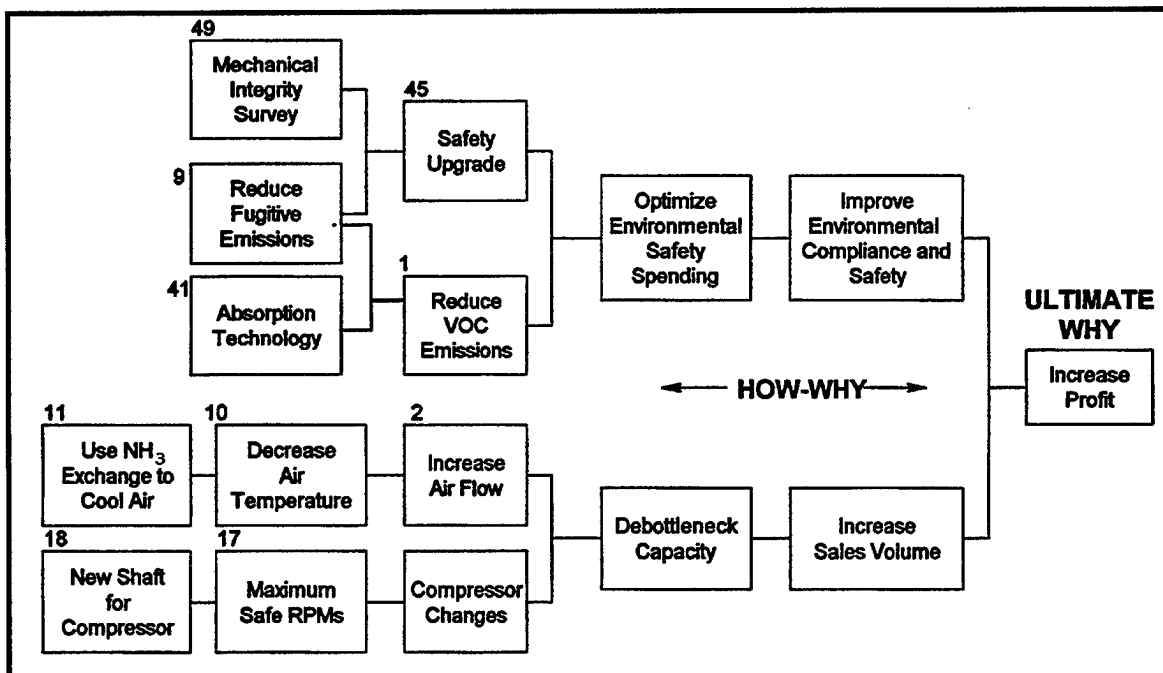 49
Mechanical
Integrity
Survey
45
Safety
Upgrade
9
Reduce
Fugitive
Emissions
41
Absorption
Technology
1
Reduce
VOC
Emissions
Optimize
Environmental
Safety
Spending
Improve
Environmental
Compliance and
Safety
ULTIMATE
WHY
Increase
Profit
HOW-WHY
11
Use NH₃
Exchange to
Cool Air
10
Decrease
Air
Temperature
2
Increase
Air Flow
18
New Shaft
for
Compressor
17
Maximum
Safe RPMs
Compressor
Changes
Debottleneck
Capacity
Increase
Sales Volume